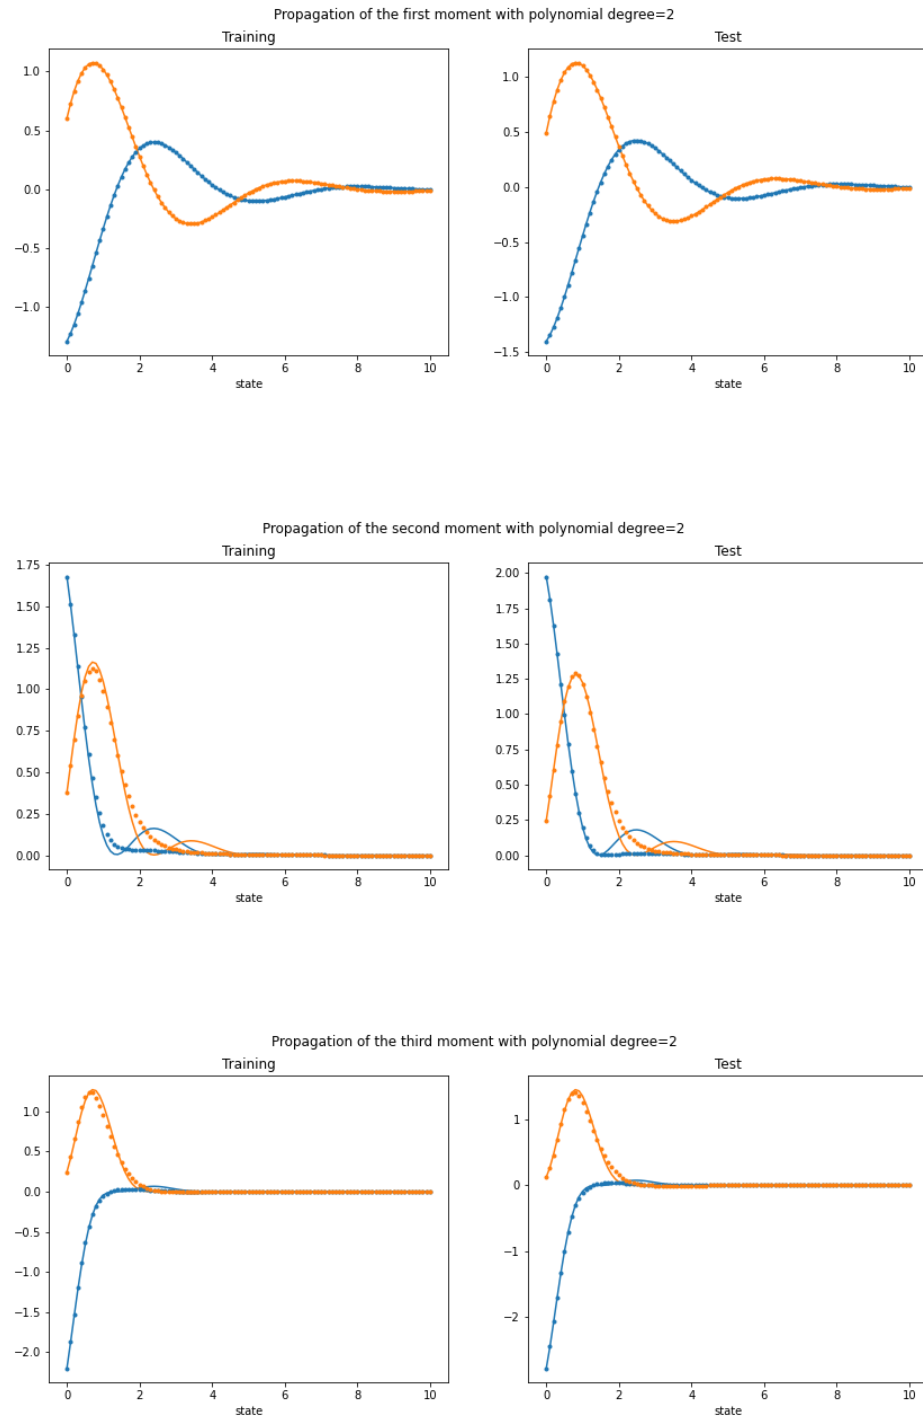 Propagation of the first moment with polynomial degree=2
Training
Test
1.0
0.5
0.0
−0.5
−1.0
0 2 4 6 8 10
state
1.0
0.5
0.0
−0.5
−1.0
−1.5
0 2 4 6 8 10
state
Propagation of the second moment with polynomial degree=2
Training
Test
1.75
1.50
1.25
1.00
0.75
0.50
0.25
0.00
0 2 4 6 8 10
state
2.00
1.75
1.50
1.25
1.00
0.75
0.50
0.25
0.00
0 2 4 6 8 10
state
Propagation of the third moment with polynomial degree=2
Training
Test
1.0
0.5
0.0
−0.5
−1.0
−1.5
−2.0
0 2 4 6 8 10
state
1
0
−1
−2
0 2 4 6 8 10
state